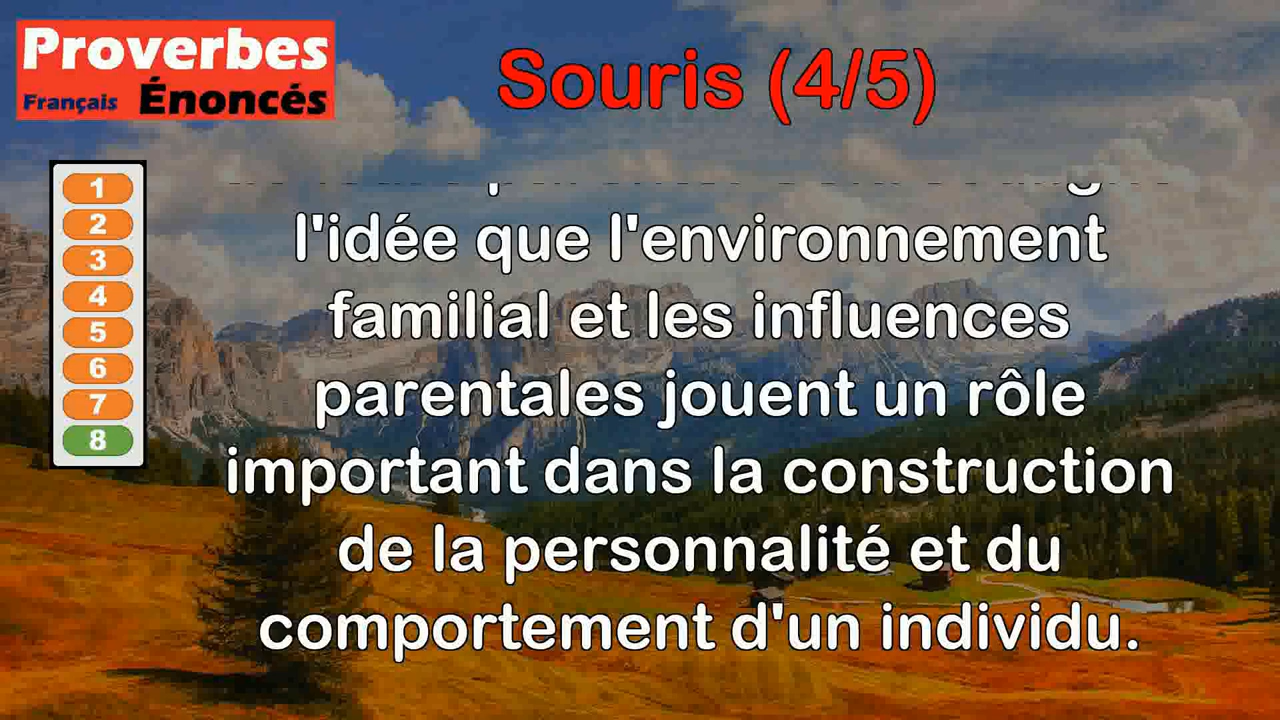 Proverbes
Français Énoncés
Souris (4/5)
1
2
3
4
5
6
7
8
l'idée que l'environnement
familial et les influences
parentales jouent un rôle
important dans la construction
de la personnalité et du
comportement d'un individu.